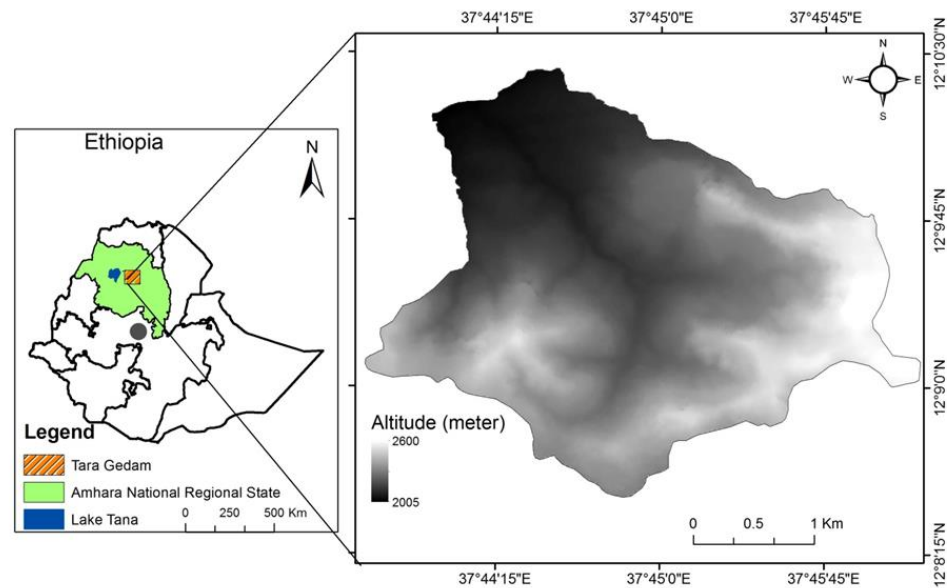 Ethiopia
N
Legend
Tara Gedam
Amhara National Regional State
Lake Tana
0 250 500 Km
37°44'15"E 37°45'0"E 37°45'45"E
N
W E
S
12°10'30"N
12°9'45"N
12°9'0"N
12°8'15"N
Altitude (meter)
2600
2005
0 0.5 1 Km
37°44'15"E 37°45'0"E 37°45'45"E